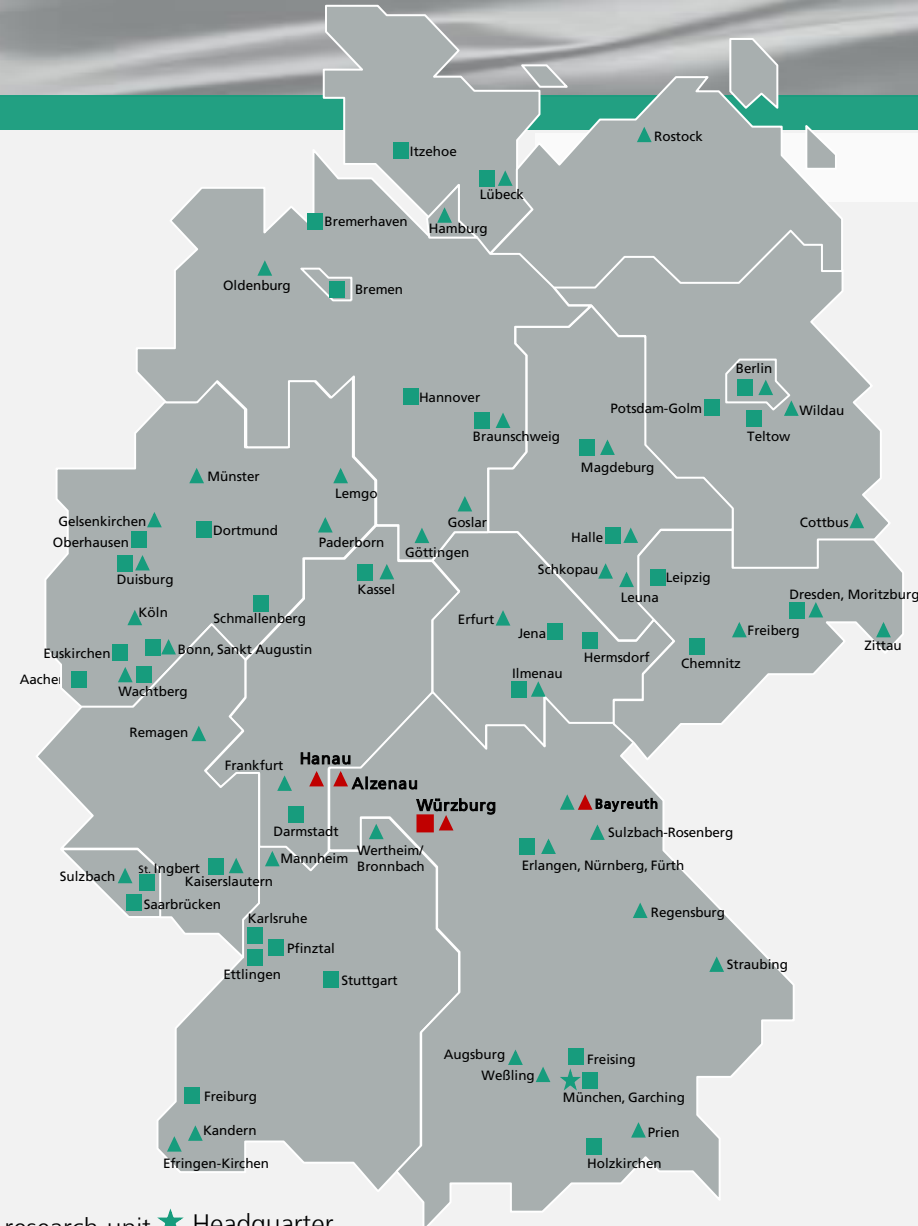 Rostock
Itzehoe
Lübeck
Bremerhaven
Hamburg
Oldenburg
Bremen
Berlin
Hannover
Potsdam-Golm
Wildau
Teltow
Braunschweig
Magdeburg
Münster
Lemgo
Gelsenkirchen
Goslar
Cottbus
Dortmund
Oberhausen
Paderborn
Göttingen
Halle
Duisburg
Schkopau
Leipzig
Kassel
Leuna
Dresden, Moritzburg
Köln
Schmallenberg
Erfurt
Jena
Freiberg
Zittau
Euskirchen
Bonn, Sankt Augustin
Hermsdorf
Chemnitz
Ilmenau
Wachtberg
Remagen
Hanau
Frankfurt
Alzenau
Würzburg
Bayreuth
Darmstadt
Sulzbach-Rosenberg
Wertheim/
Bronnbach
Mannheim
Erlangen, Nürnberg, Fürth
St. Ingbert
Sulzbach
Kaiserslautern
Saarbrücken
Regensburg
Karlsruhe
Pfinztal
Straubing
Ettlingen
Stuttgart
Augsburg
Freising
Weßling
München, Garching
Freiburg
Kandern
Prien
Efringen-Kirchen
Holzkirchen
research unit Headquarter